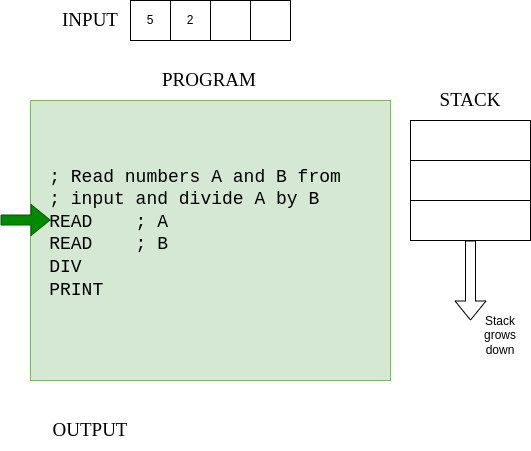 INPUT
5 2
PROGRAM
STACK
; Read numbers A and B from
; input and divide A by B
READ    ; A
READ    ; B
DIV
PRINT
Stack
grows
down
OUTPUT